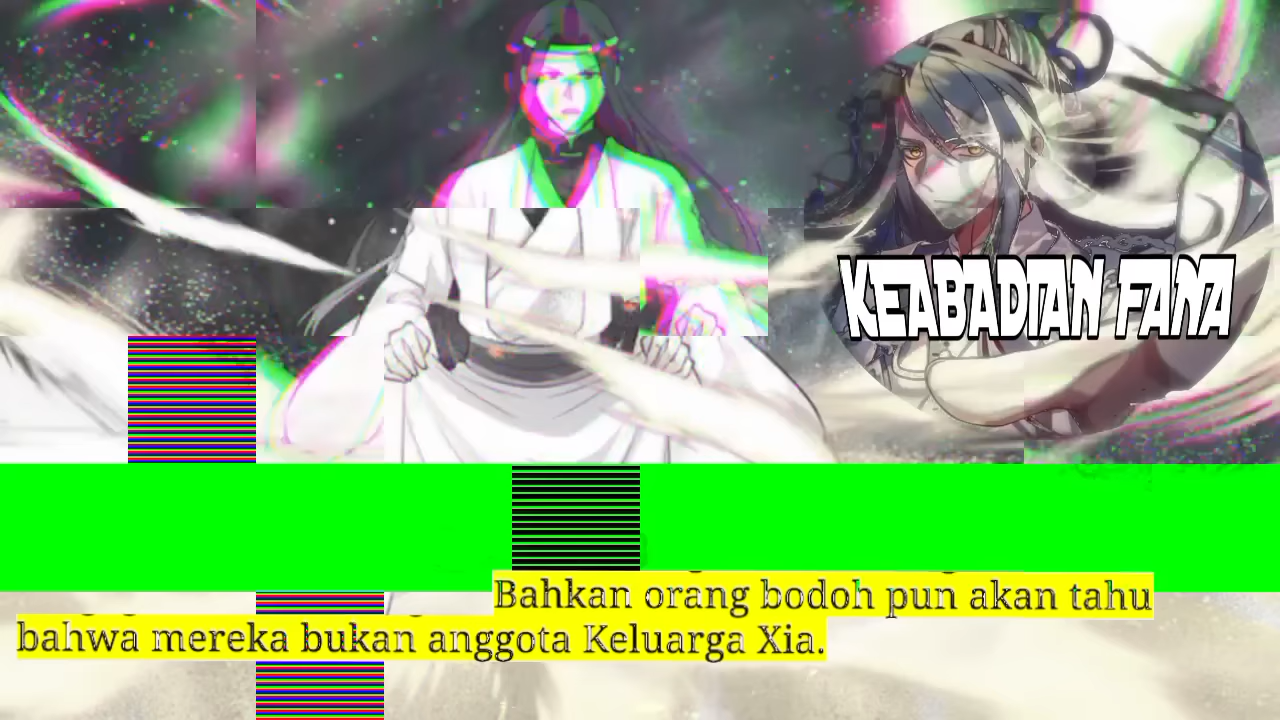 KEABADIAN FANA
Bahkan orang bodoh pun akan tahu
bahwa mereka bukan anggota Keluarga Xia.